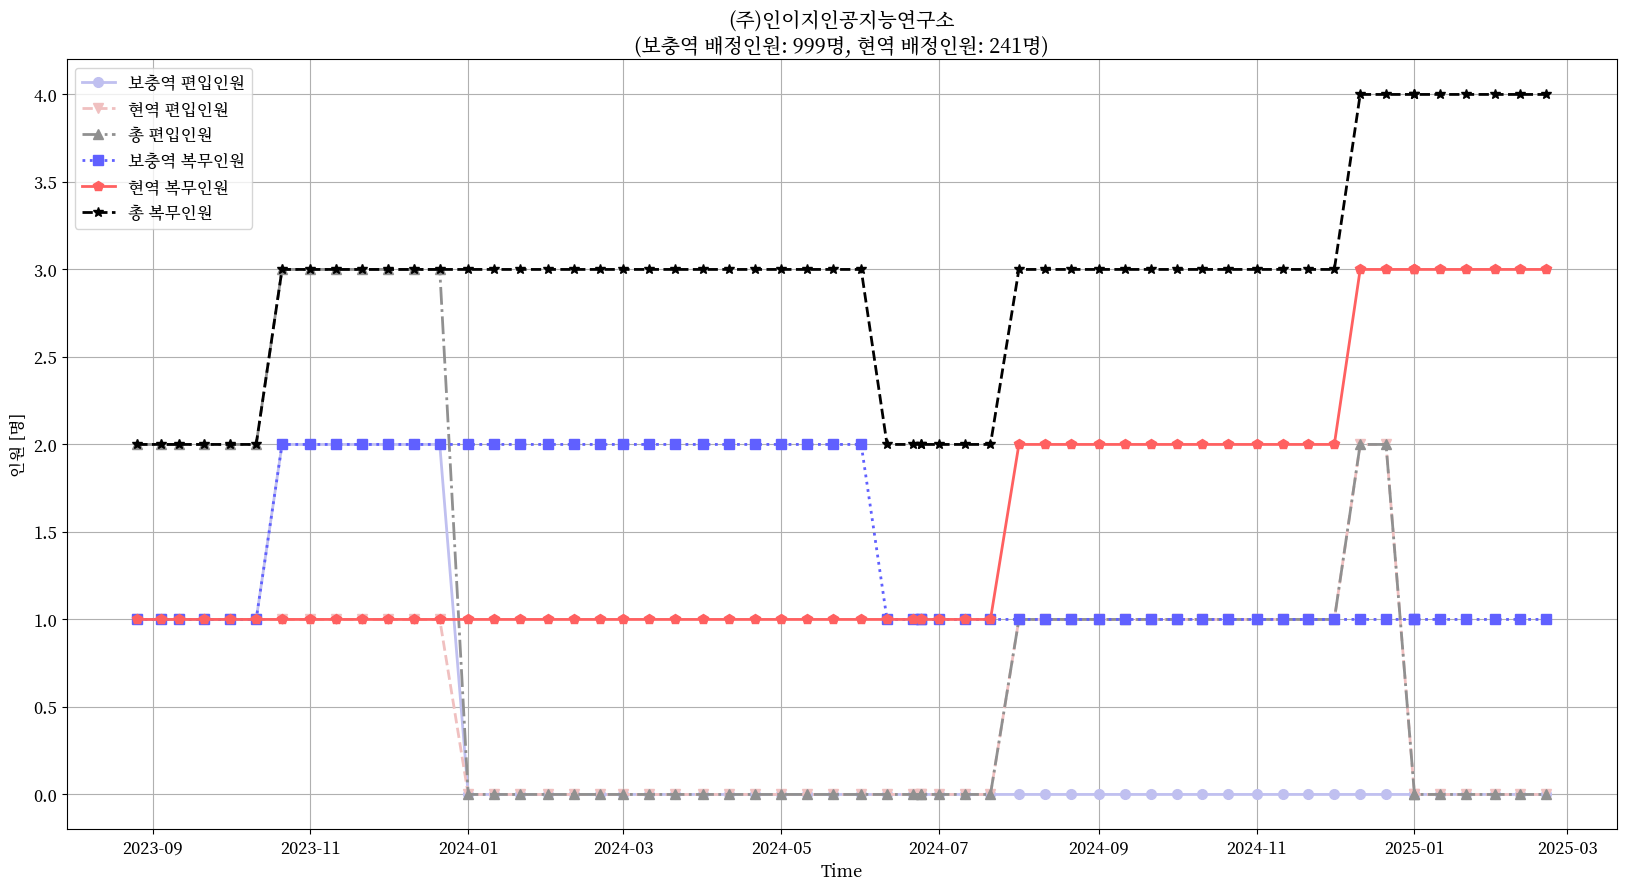 (주)인이지인공지능연구소
(보충역 배정인원: 999명, 현역 배정인원: 241명)
보충역 편입인원
현역 편입인원
총 편입인원
보충역 복무인원
현역 복무인원
총 복무인원
인원 [명]
4.0
3.5
3.0
2.5
2.0
1.5
1.0
0.5
0.0
2023-09 2023-11 2024-01 2024-03 2024-05 2024-07 2024-09 2024-11 2025-01 2025-03
Time